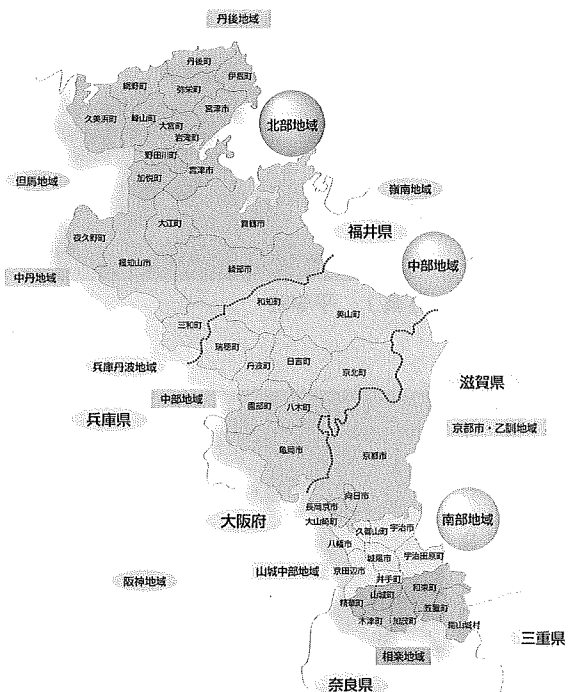 丹後地域
丹後町
伊根町
網野町
弥栄町
宮津市
久美浜町
峰山町
大宮町
岩滝町
北部地域
野田川町
宮津市
加悦町
但馬地域
嶺南地域
大江町
舞鶴市
福井県
夜久野町
福知山市
綾部市
中部地域
中丹地域
和知町
美山町
三和町
瑞穂町
兵庫丹波地域
丹波町
日吉町
京北町
滋賀県
中部地域
園部町
八木町
兵庫県
京都市・乙訓地域
亀岡市
京都市
向日市
長岡京市
大山崎町
大阪府
南部地域
久御山町
宇治市
八幡市
城陽市
宇治田原町
山城中部地域
京田辺市
井手町
阪神地域
和束町
山城町
精華町
笠置町
木津町
加茂町
南山城村
三重県
相楽地域
奈良県